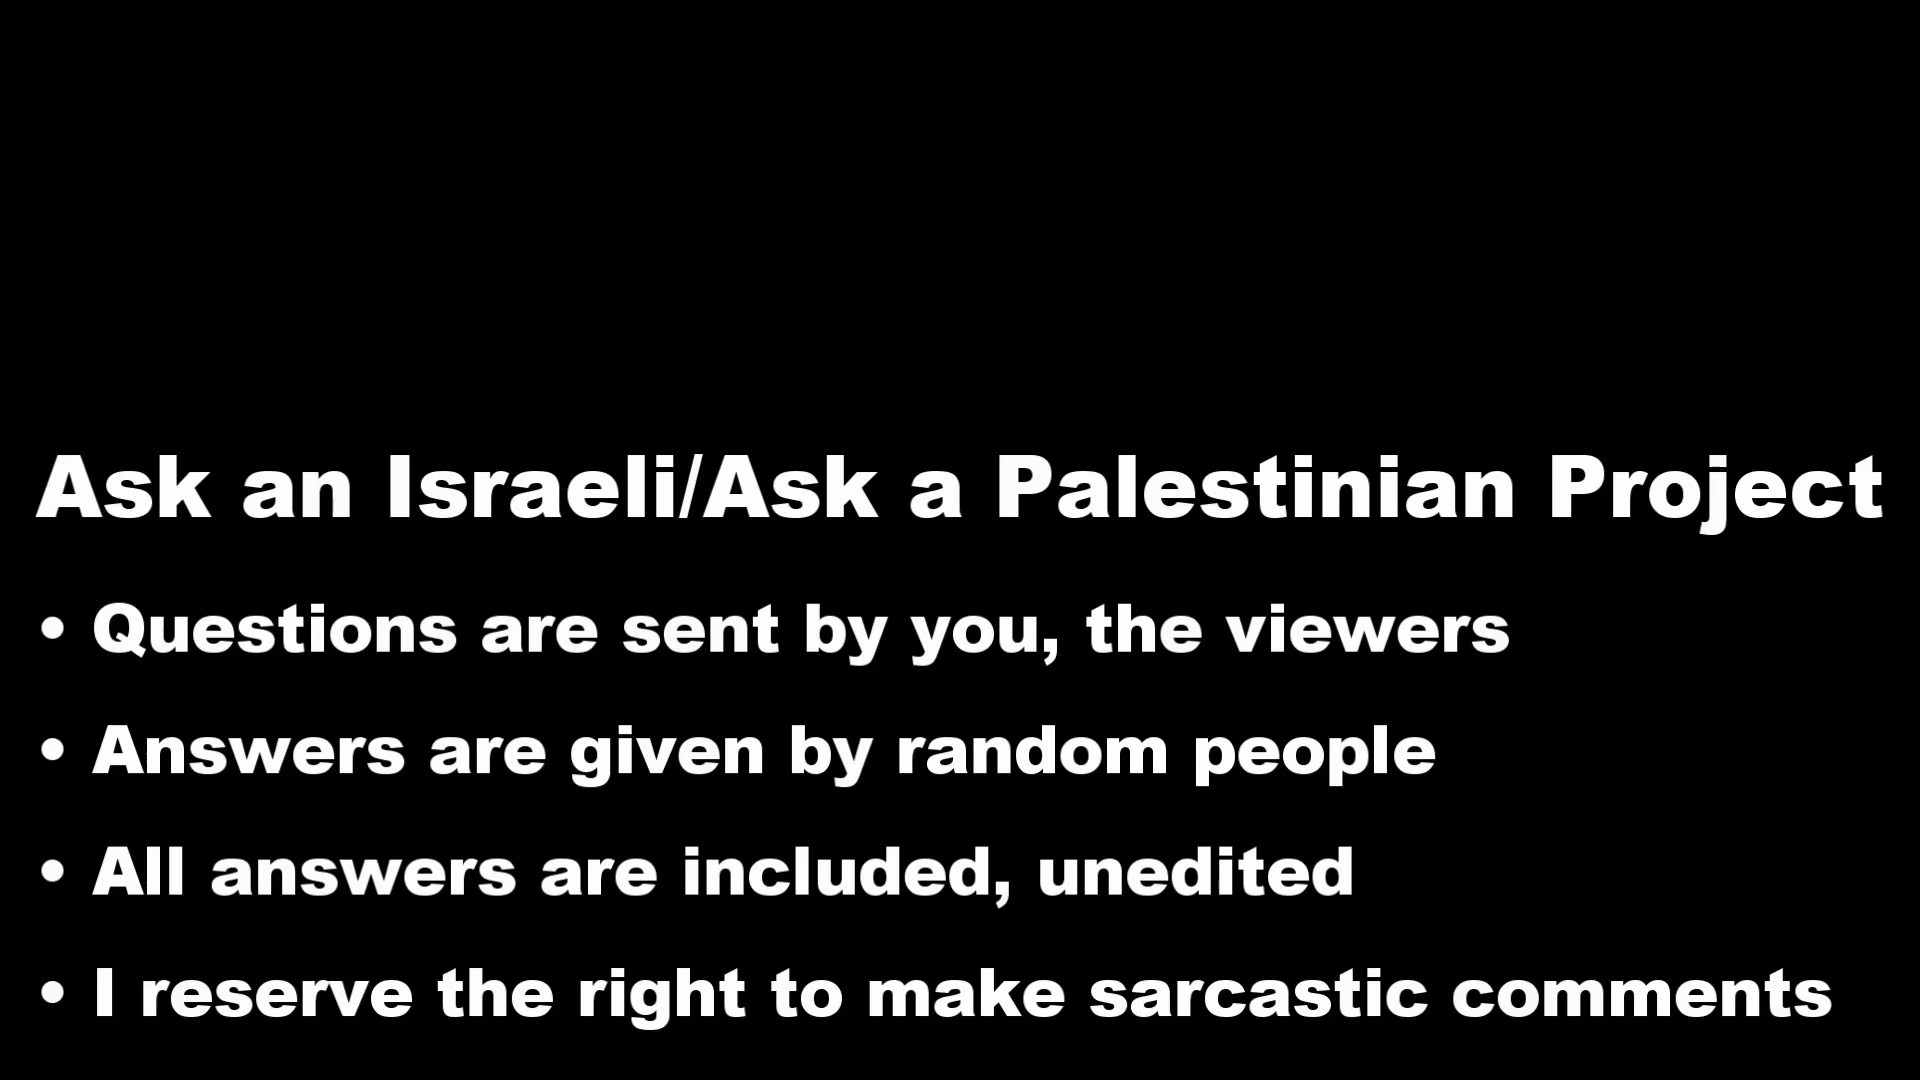 Ask an Israeli/Ask a Palestinian Project
• Questions are sent by you, the viewers
• Answers are given by random people
• All answers are included, unedited
• I reserve the right to make sarcastic comments